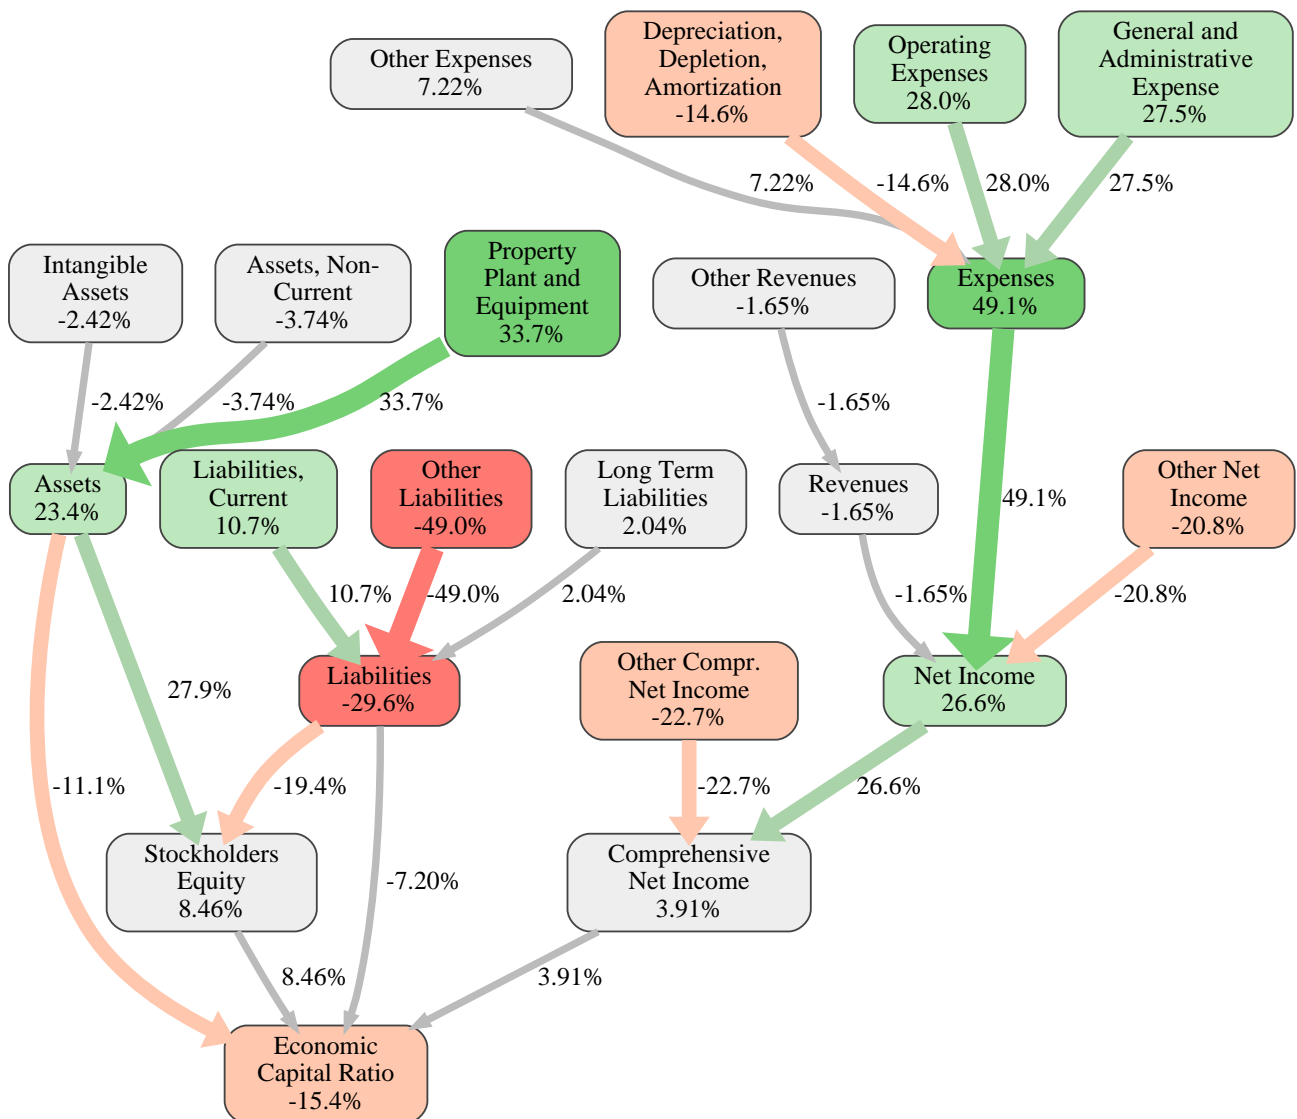 Other Expenses
7.22%
Depreciation,
Depletion,
Amortization
-14.6%
Operating
Expenses
28.0%
General and
Administrative
Expense
27.5%
7.22%
-14.6%
28.0%
27.5%
Intangible
Assets
-2.42%
Assets, Non-
Current
-3.74%
Property
Plant and
Equipment
33.7%
Other Revenues
-1.65%
Expenses
49.1%
-2.42%
-3.74%
33.7%
-1.65%
Assets
23.4%
Liabilities,
Current
10.7%
Other
Liabilities
-49.0%
Long Term
Liabilities
2.04%
Revenues
-1.65%
49.1%
Other Net
Income
-20.8%
10.7%
-49.0%
2.04%
-1.65%
-20.8%
27.9%
Liabilities
-29.6%
Other Compr.
Net Income
-22.7%
Net Income
26.6%
-11.1%
-19.4%
-22.7%
26.6%
Stockholders
Equity
8.46%
-7.20%
Comprehensive
Net Income
3.91%
8.46%
3.91%
Economic
Capital Ratio
-15.4%